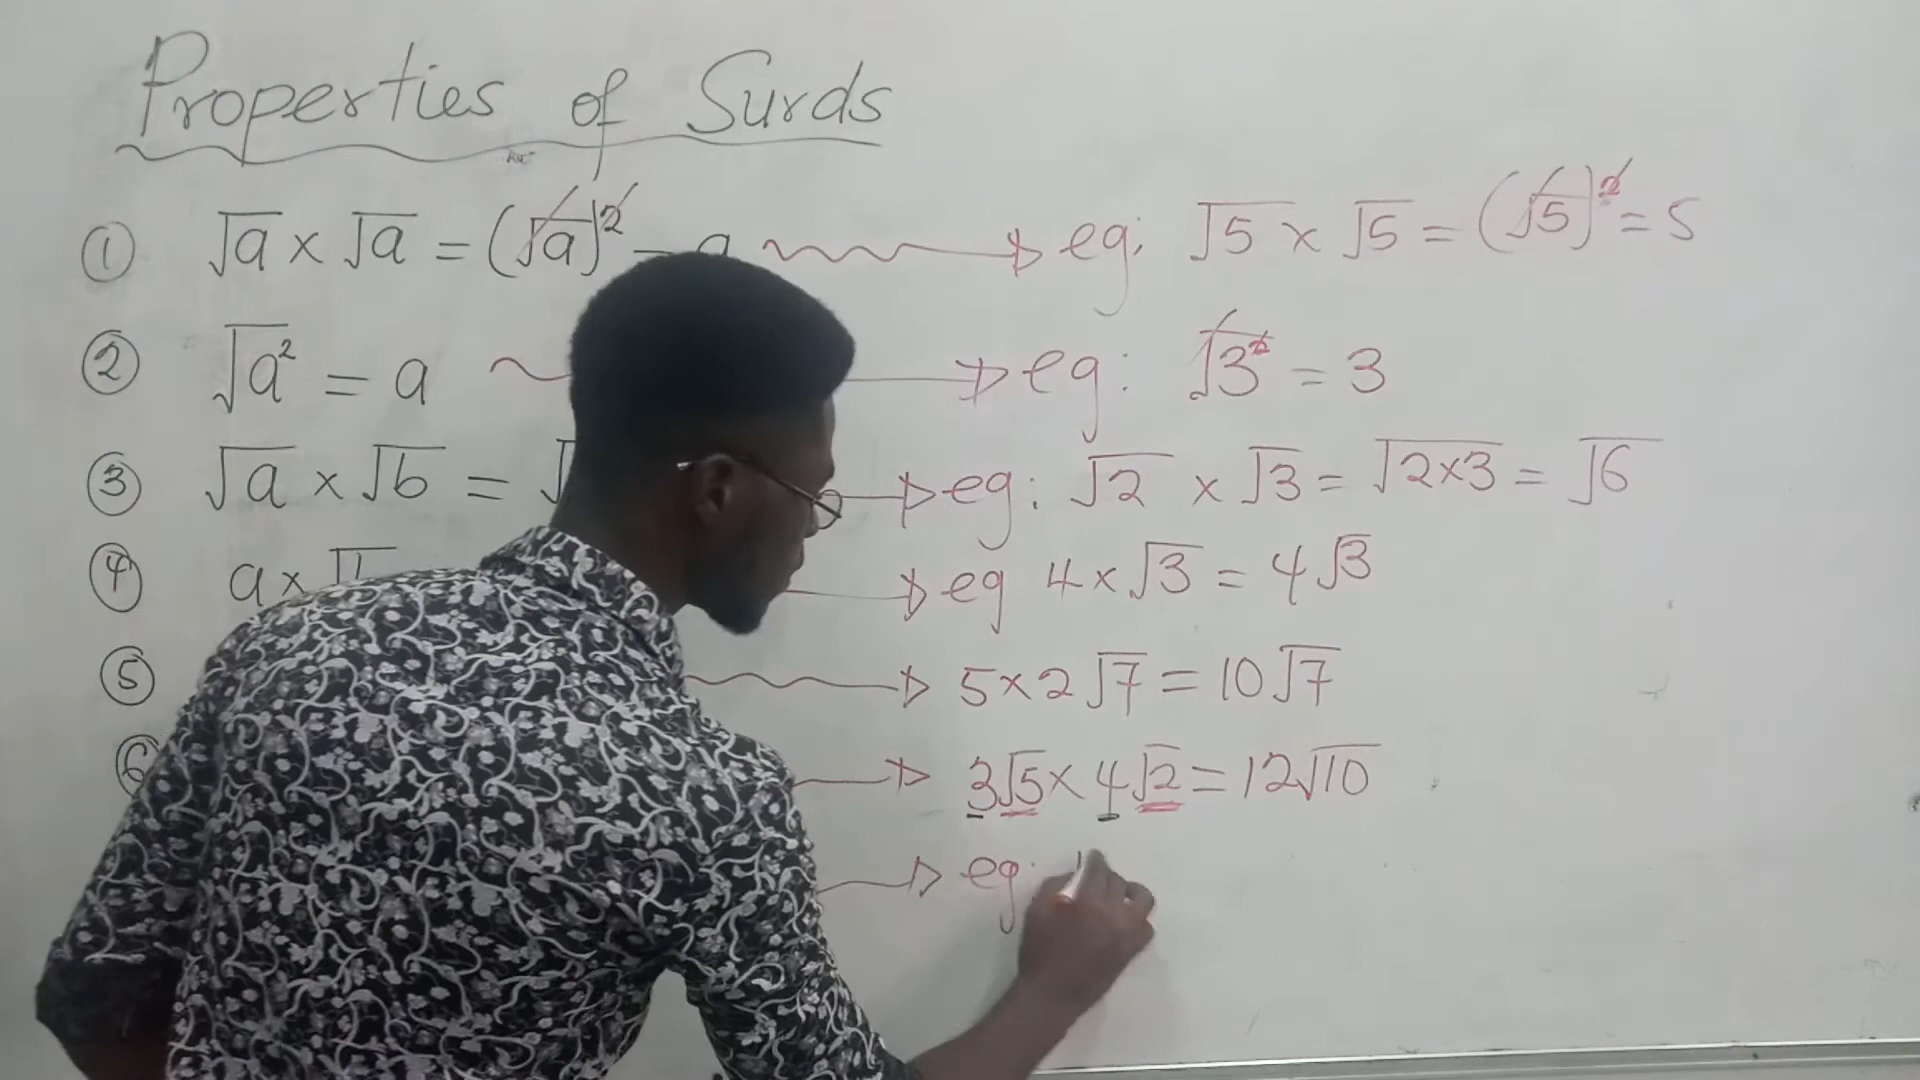 Properties of Surds
① √a × √a = (√a)² = a eg: √5 × √5 = (√5)² = 5
② √a² = a eg: √3² = 3
③ √a × √b = √ eg: √2 × √3 = √2×3 = √6
④ a × √ eg 4 × √3 = 4√3
⑤ 5 × 2√7 = 10√7
⑥ 3√5 × 4√2 = 12√10
eg: